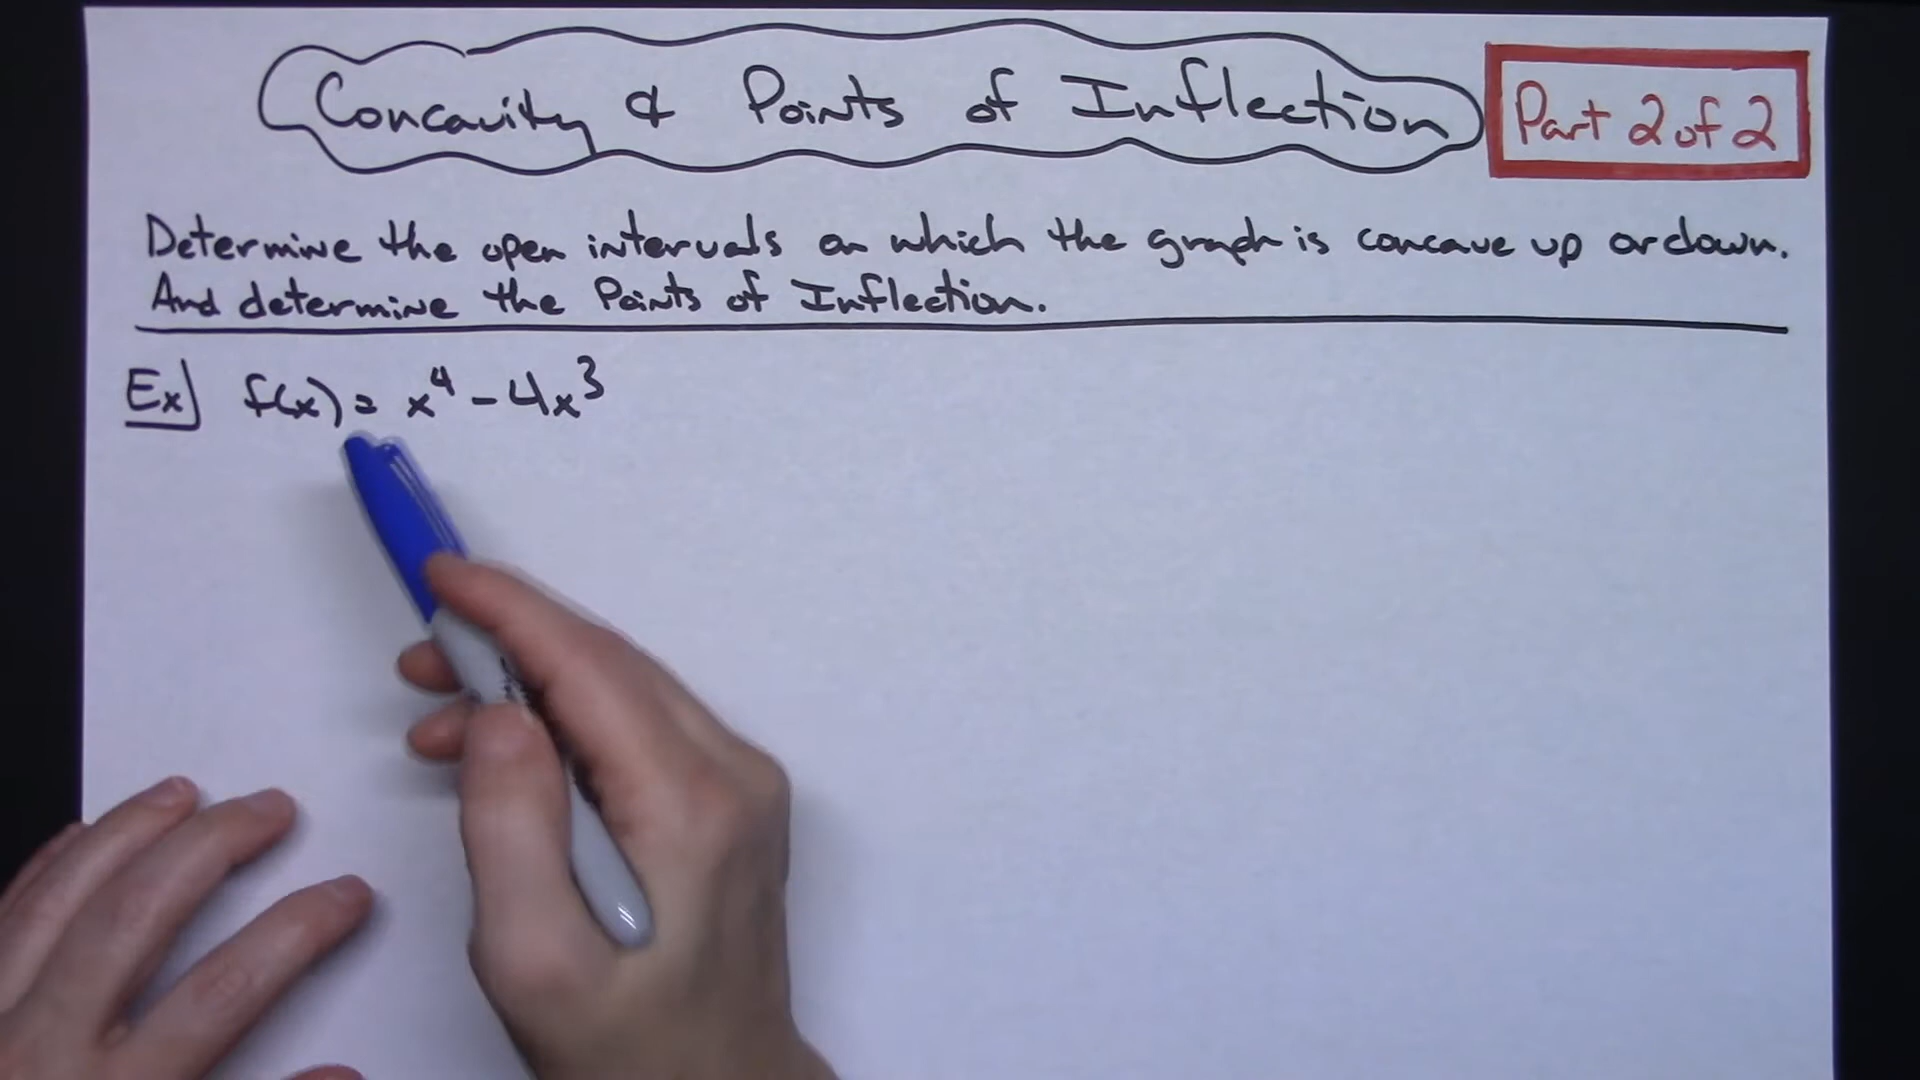 Concavity & Points of Inflection
Part 2 of 2
Determine the open intervals on which the graph is concave up or down.
And determine the Points of Inflection.
Ex] f(x) = x⁴ - 4x³